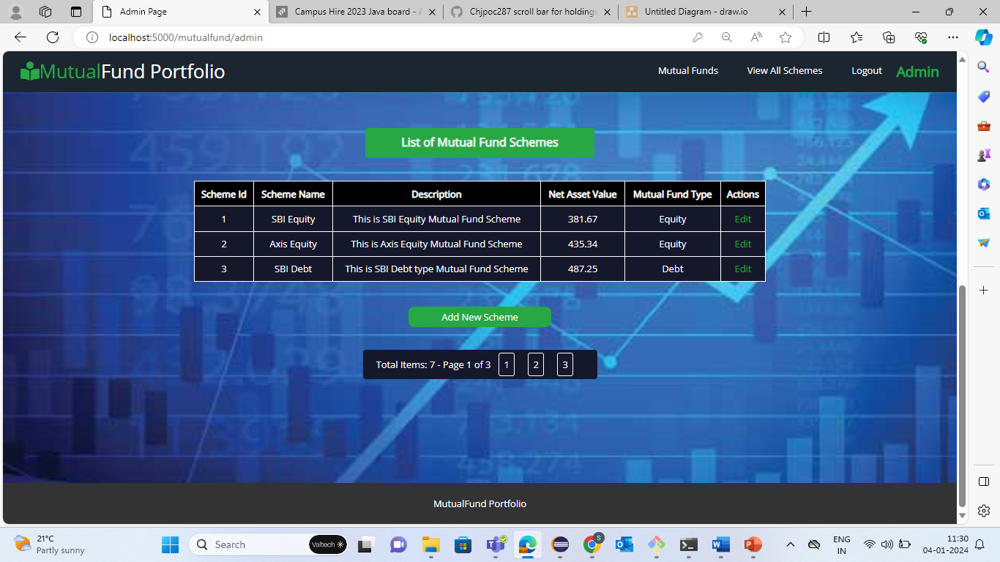 Admin Page
Campus Hire 2023 Java board - A
Chjpoc287 scroll bar for holdings
Untitled Diagram - draw.io
localhost:5000/mutualfund/admin
MutualFund Portfolio
Mutual Funds
View All Schemes
Logout
Admin
List of Mutual Fund Schemes
Scheme Id Scheme Name Description Net Asset Value Mutual Fund Type Actions
1 SBI Equity This is SBI Equity Mutual Fund Scheme 381.67 Equity Edit
2 Axis Equity This is Axis Equity Mutual Fund Scheme 435.34 Equity Edit
3 SBI Debt This is SBI Debt type Mutual Fund Scheme 487.25 Debt Edit
Add New Scheme
Total Items: 7 - Page 1 of 3 1 2 3
459.192
MutualFund Portfolio
21°C
Partly sunny
Search
Valtech
ENG
IN
11:30
04-01-2024